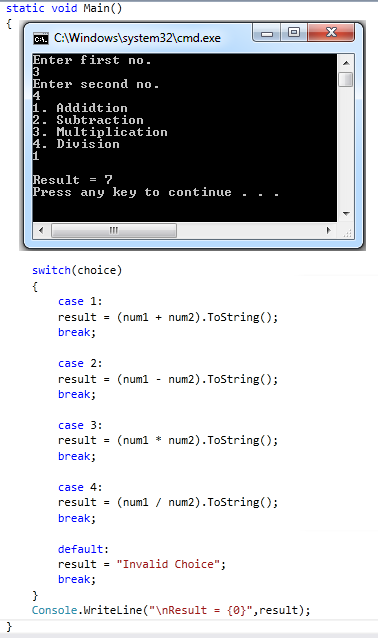 static void Main()
{
C:\Windows\system32\cmd.exe
Enter first no.
3
Enter second no.
4
1. Addidtion
2. Subtraction
3. Multiplication
4. Division
1
Result = 7
Press any key to continue . . .
switch(choice)
{
case 1:
result = (num1 + num2).ToString();
break;
case 2:
result = (num1 - num2).ToString();
break;
case 3:
result = (num1 * num2).ToString();
break;
case 4:
result = (num1 / num2).ToString();
break;
default:
result = "Invalid Choice";
break;
}
Console.WriteLine("\nResult = {0}",result);
}